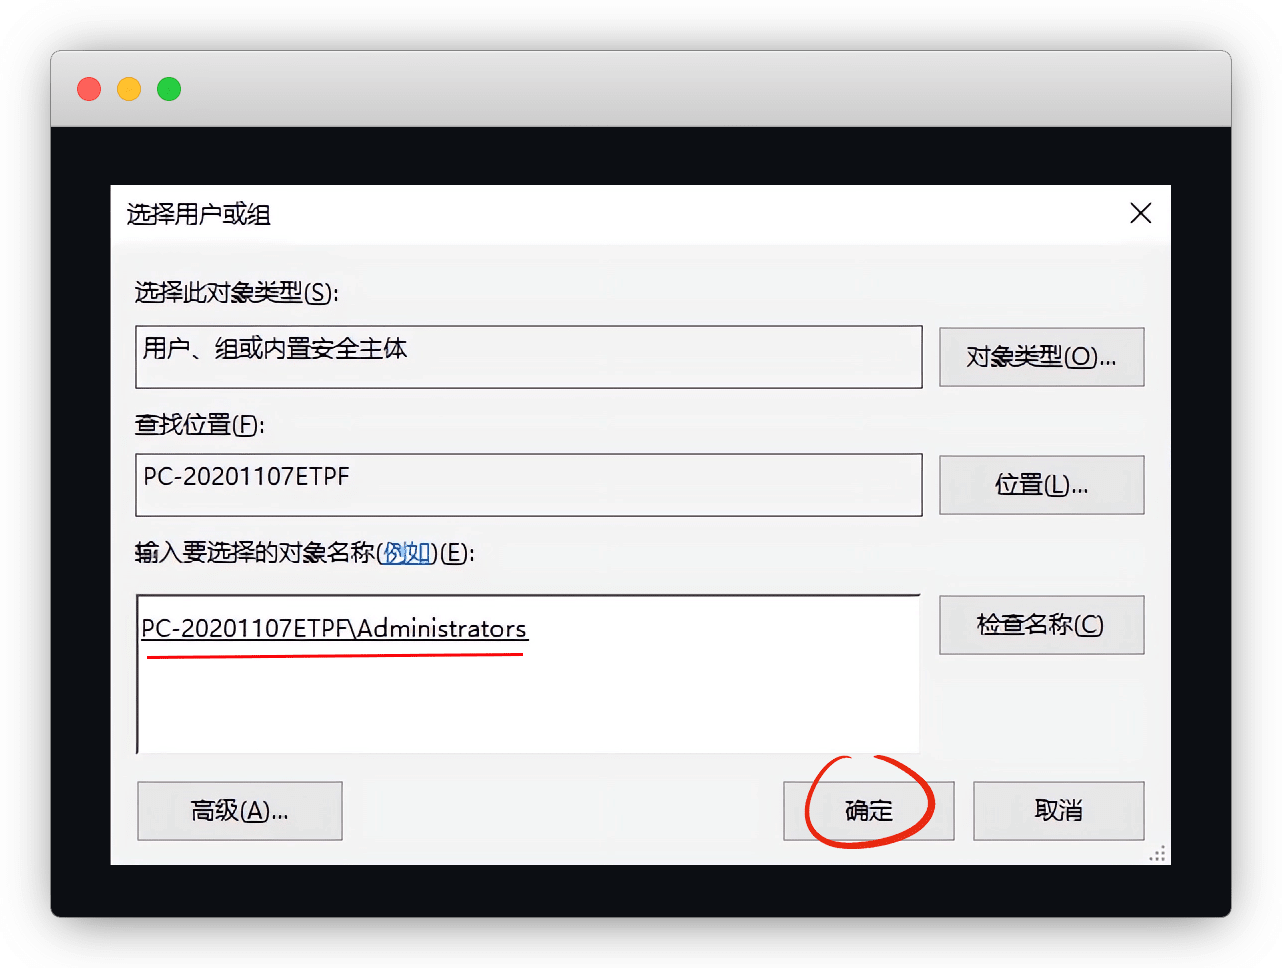 选择用户或组
选择此对象类型(S):
用户、组或内置安全主体
对象类型(O)...
查找位置(F):
PC-20201107ETPF
位置(L)...
输入要选择的对象名称(例如)(E):
PC-20201107ETPF\Administrators
检查名称(C)
高级(A)...
确定
取消